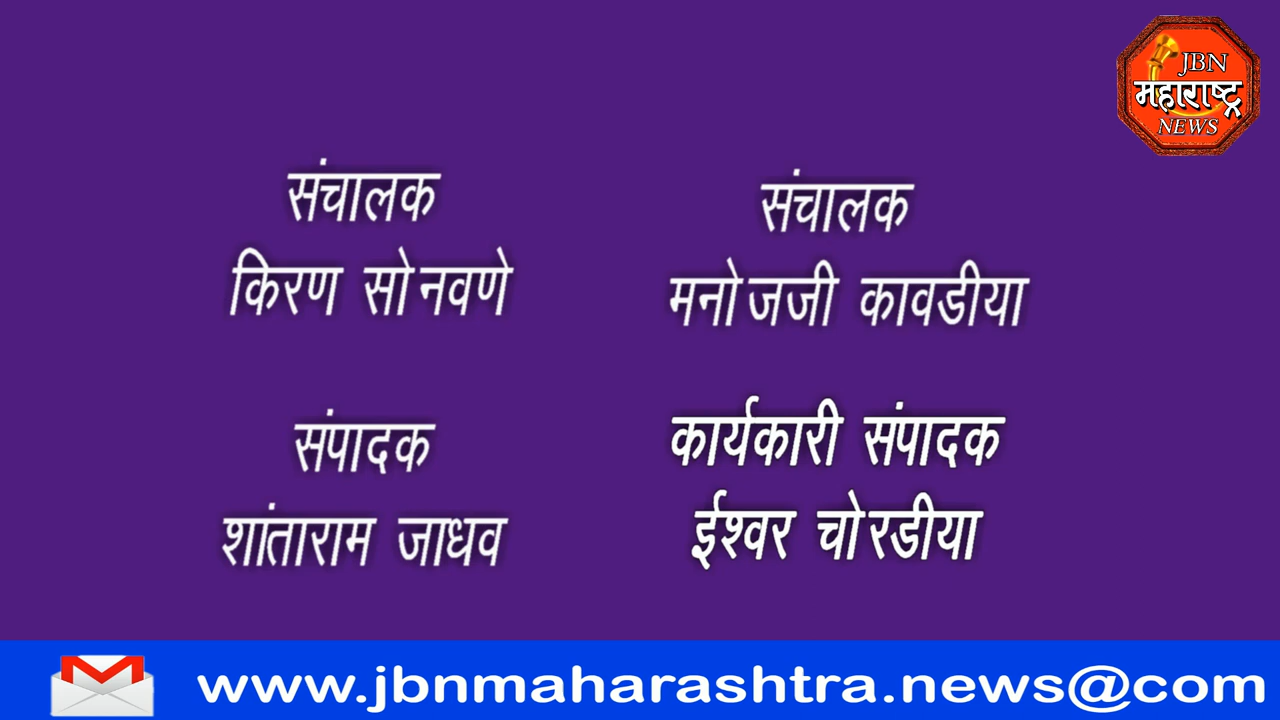 JBN
महाराष्ट्र
NEWS
संचालक
किरण सोनवणे
संचालक
मनोजजी कावडीया
संपादक
शांताराम जाधव
कार्यकारी संपादक
ईश्वर चोरडीया
www.jbnmaharashtra.news@com